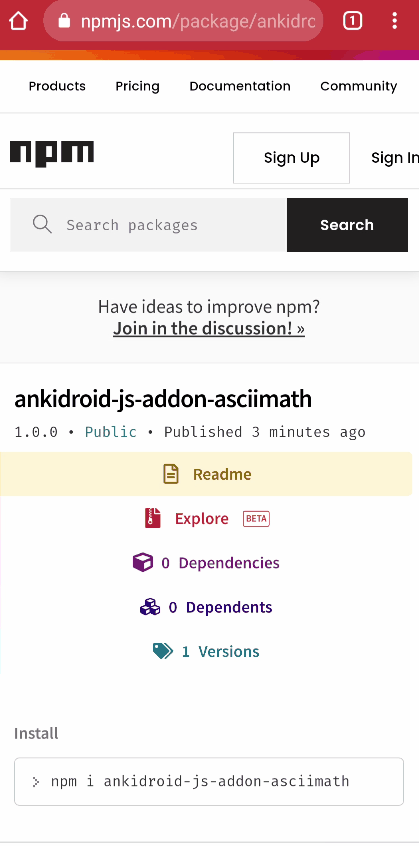 npmjs.com/package/ankidro
1
Products Pricing Documentation Community
npm
Sign Up Sign In
Search packages Search
Have ideas to improve npm?
Join in the discussion! »
ankidroid-js-addon-asciimath
1.0.0 • Public • Published 3 minutes ago
Readme
Explore BETA
0 Dependencies
0 Dependents
1 Versions
Install
> npm i ankidroid-js-addon-asciimath